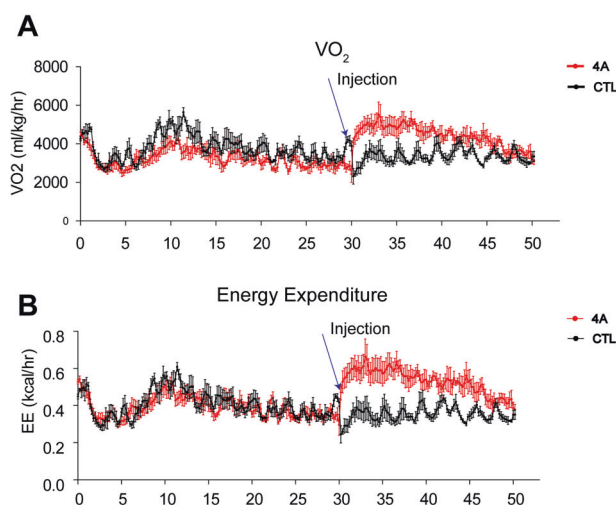 A
VO2
Injection
4A
CTL
VO2 (ml/kg/hr)
8000
6000
4000
2000
0
0 5 10 15 20 25 30 35 40 45 50
B
Energy Expenditure
Injection
4A
CTL
EE (kcal/hr)
0.8
0.6
0.4
0.2
0.0
0 5 10 15 20 25 30 35 40 45 50